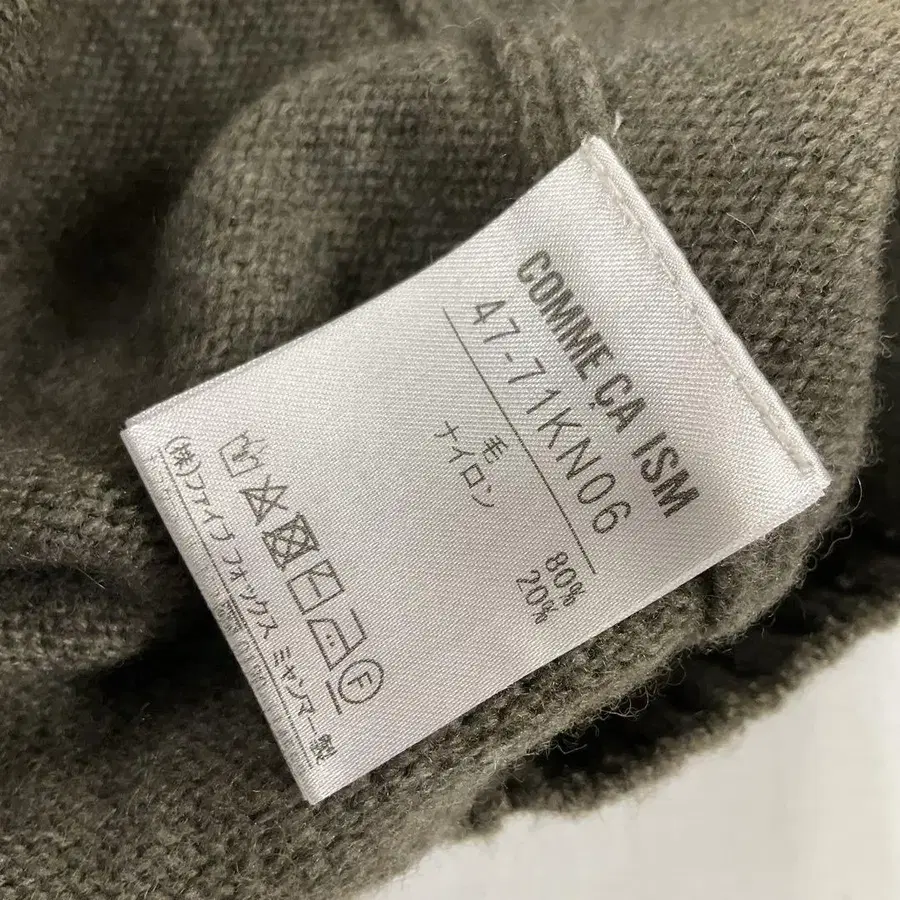 COMME ÇA ISM
47-71KN06
毛 80%
ナイロン 20%
F
(株)ファイブフォックス ミャンマー製